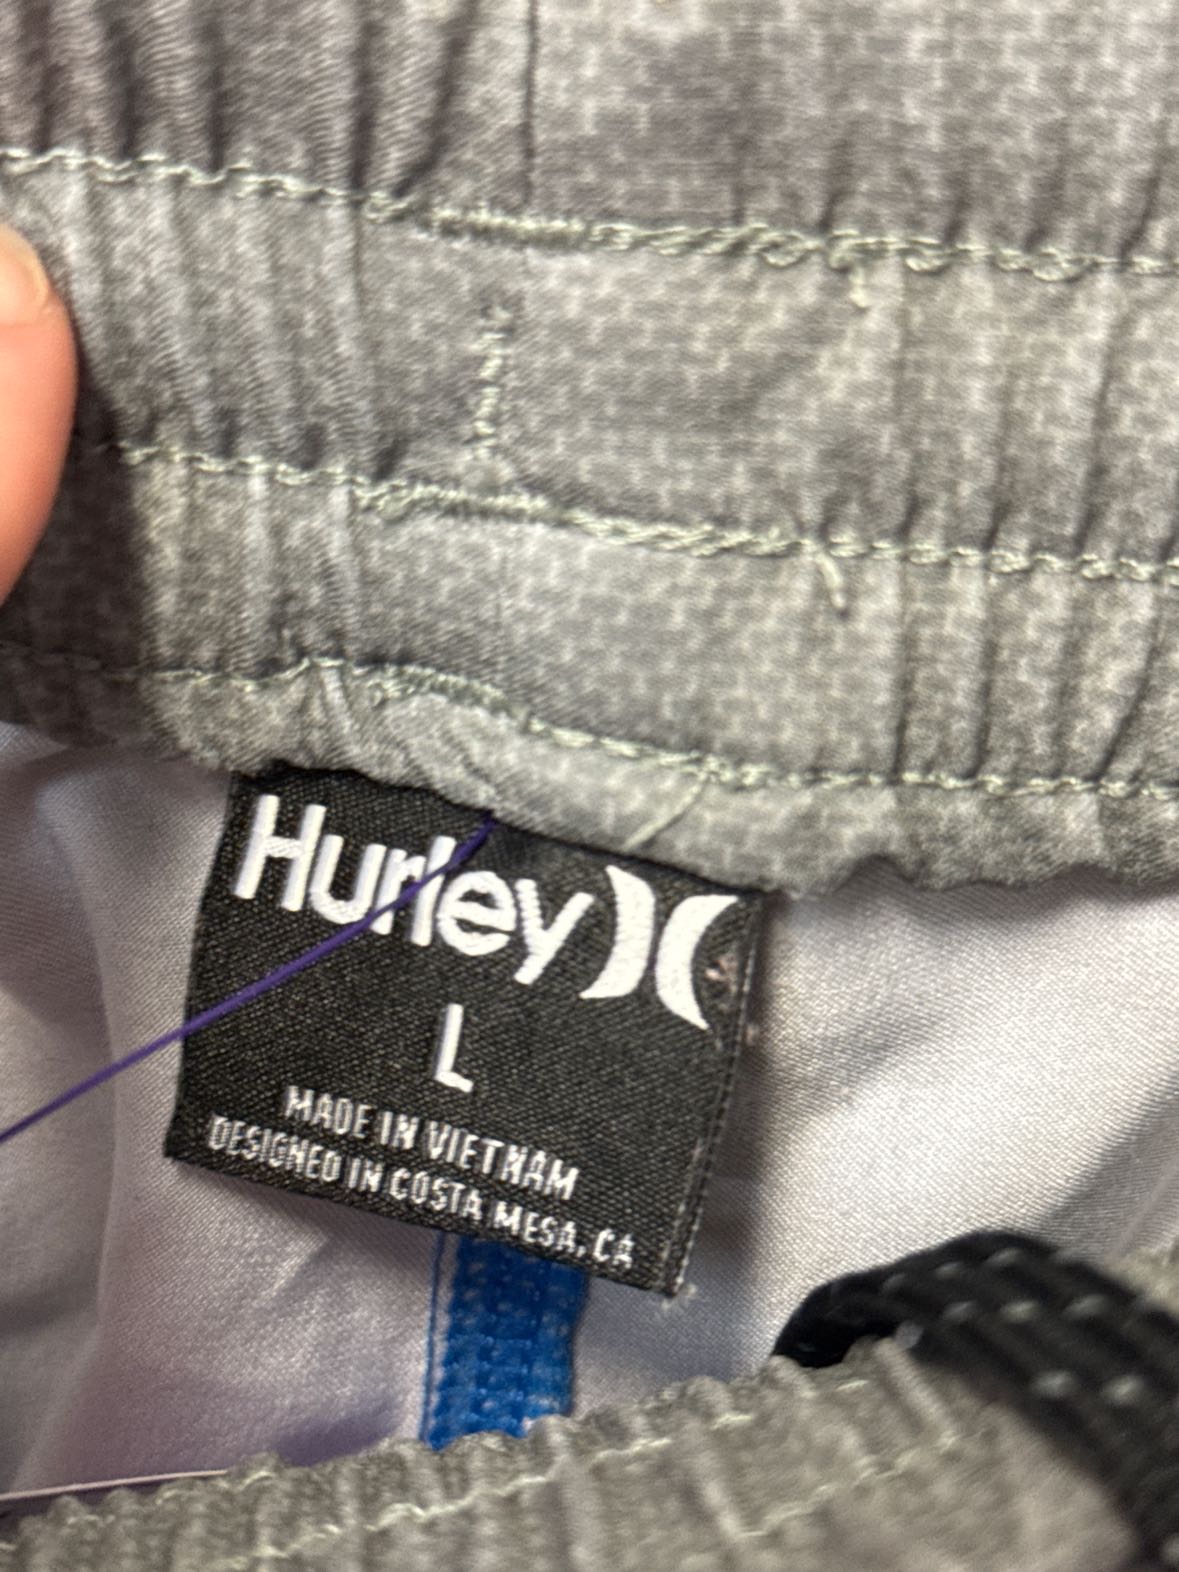 Hurley
L
MADE IN VIETNAM
DESIGNED IN COSTA MESA, CA